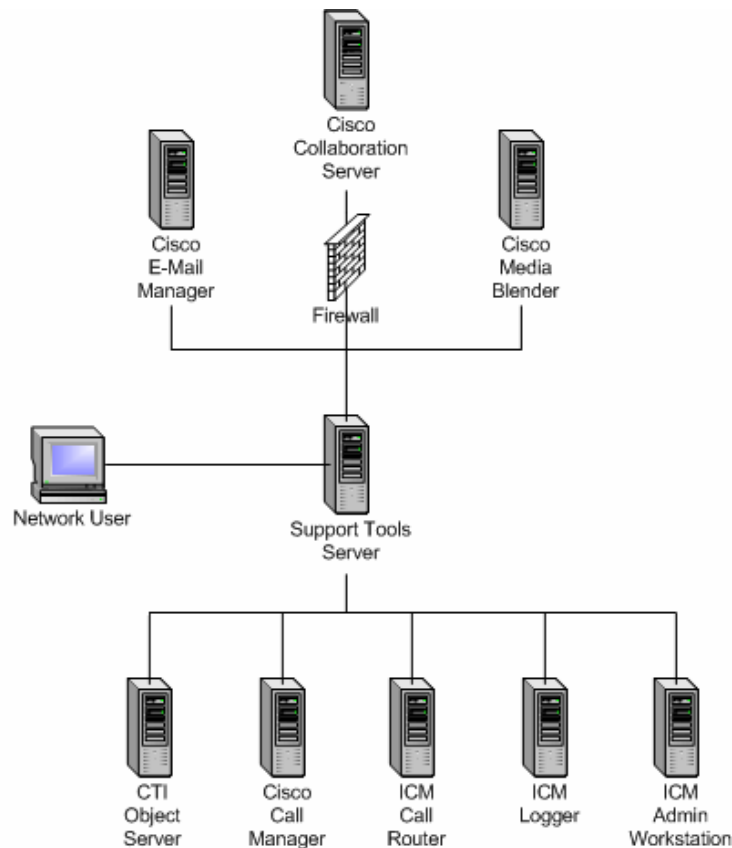 Cisco
Collaboration
Server
Cisco
E-Mail
Manager
Cisco
Media
Blender
Firewall
Network User
Support Tools
Server
CTI
Object
Server
Cisco
Call
Manager
ICM
Call
Router
ICM
Logger
ICM
Admin
Workstation